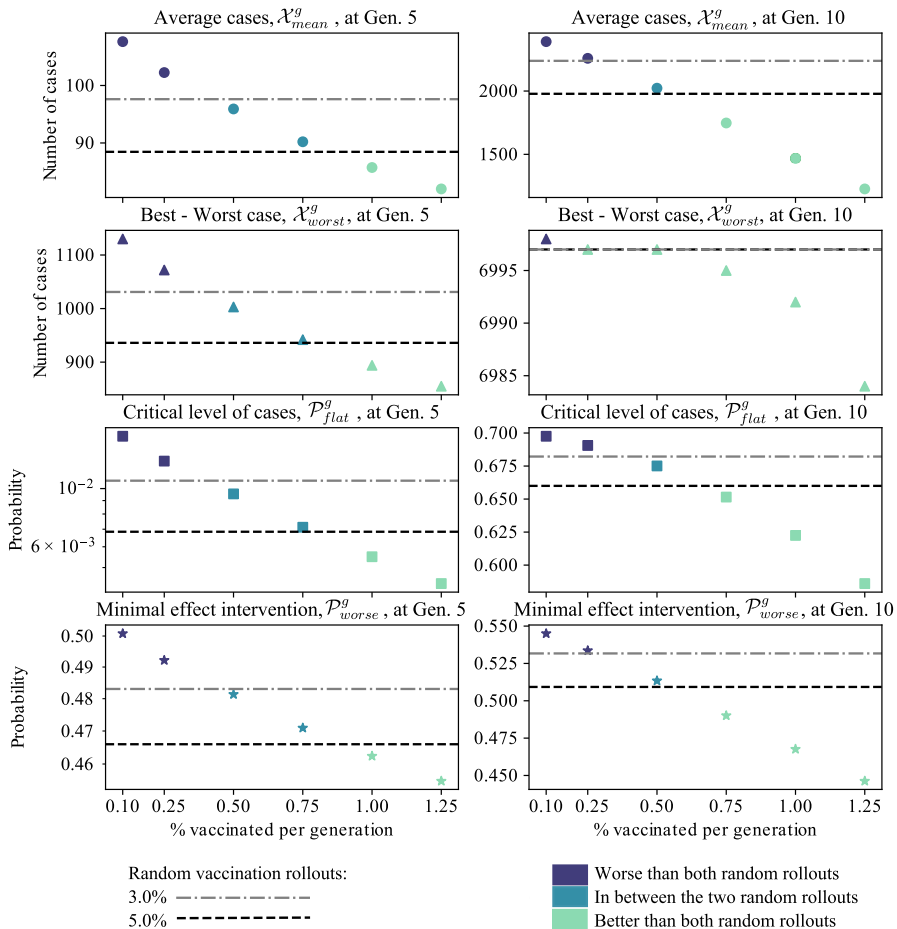 Average cases, 𝒳^g_mean , at Gen. 5
Number of cases
100
90
Average cases, 𝒳^g_mean , at Gen. 10
2000
1500
Best - Worst case, 𝒳^g_worst, at Gen. 5
Number of cases
1100
1000
900
Best - Worst case, 𝒳^g_worst, at Gen. 10
6995
6990
6985
Critical level of cases, 𝒫^g_flat , at Gen. 5
Probability
10^−2
6 × 10^−3
Critical level of cases, 𝒫^g_flat , at Gen. 10
0.700
0.675
0.650
0.625
0.600
Minimal effect intervention, 𝒫^g_worse, at Gen. 5
Probability
0.50
0.49
0.48
0.47
0.46
0.10 0.25 0.50 0.75 1.00 1.25
% vaccinated per generation
Minimal effect intervention, 𝒫^g_worse, at Gen. 10
0.550
0.525
0.500
0.475
0.450
0.10 0.25 0.50 0.75 1.00 1.25
% vaccinated per generation
Random vaccination rollouts:
3.0%
5.0%
Worse than both random rollouts
In between the two random rollouts
Better than both random rollouts